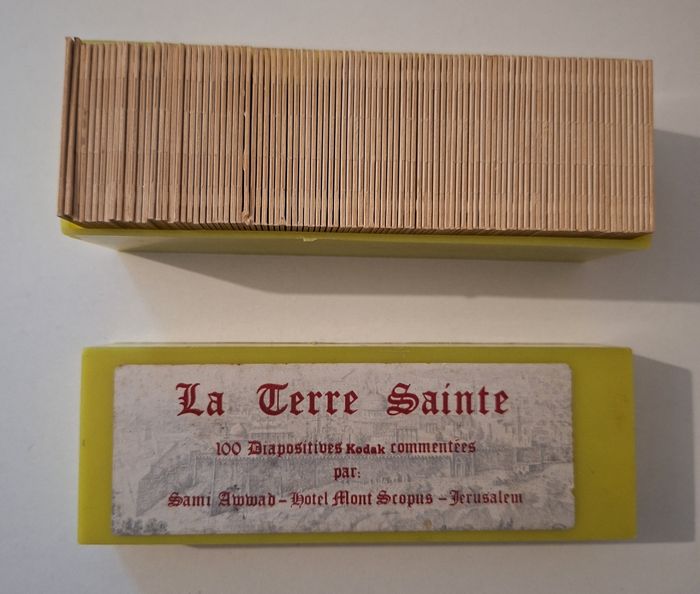 La Terre Sainte
100 Diapositives Kodak commentées
par:
Sami Awwad - Hotel Mont Scopus - Jerusalem